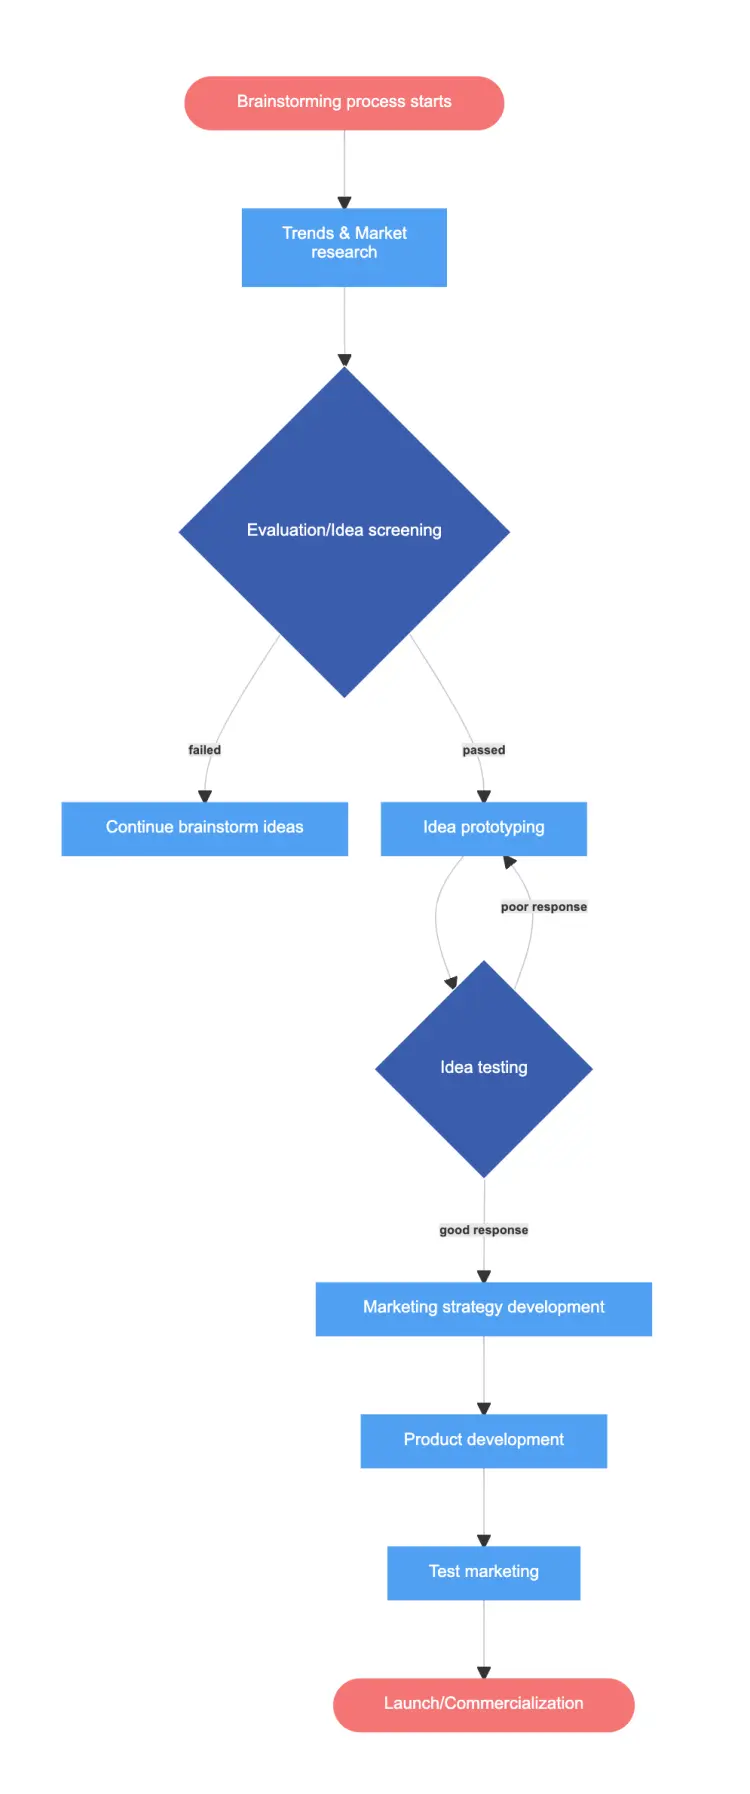 Brainstorming process starts
Trends & Market
research
Evaluation/Idea screening
failed
passed
Continue brainstorm ideas
Idea prototyping
poor response
Idea testing
good response
Marketing strategy development
Product development
Test marketing
Launch/Commercialization